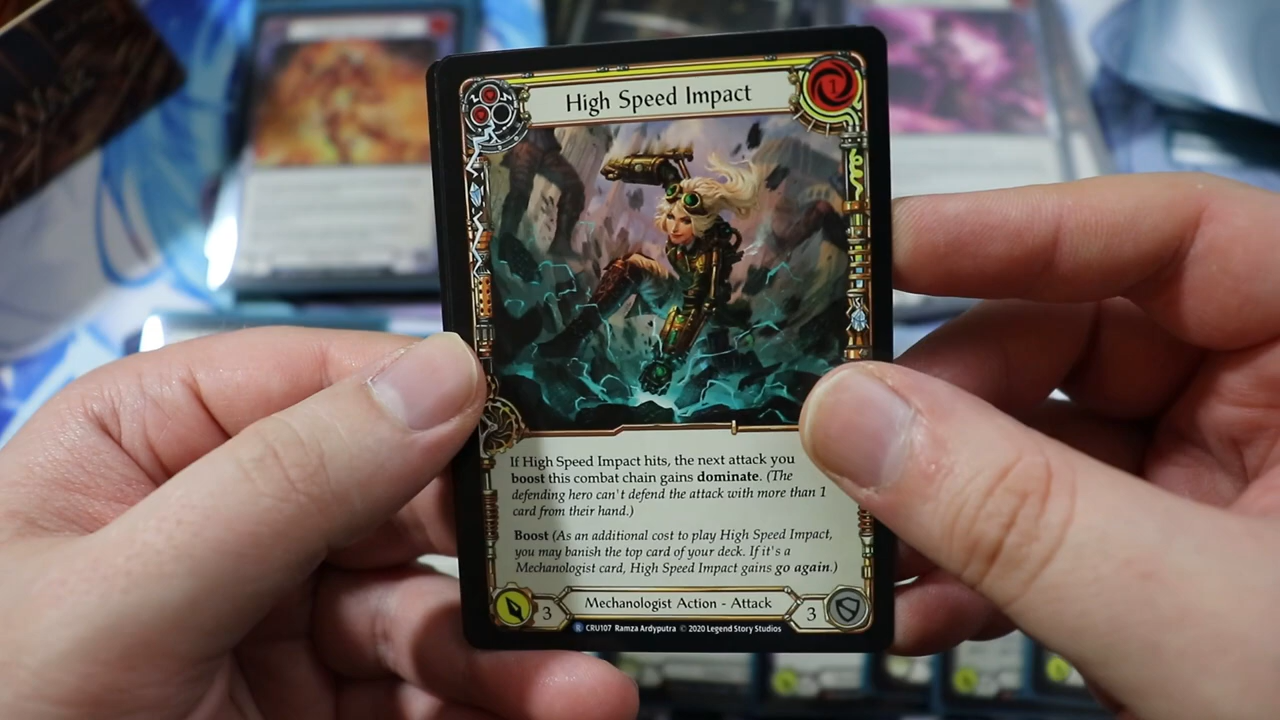 High Speed Impact
1
If High Speed Impact hits, the next attack you
boost this combat chain gains dominate. (The
defending hero can't defend the attack with more than 1
card from their hand.)
Boost (As an additional cost to play High Speed Impact,
you may banish the top card of your deck. If it's a
Mechanologist card, High Speed Impact gains go again.)
3
Mechanologist Action - Attack
3
R CRU107 Ramza Ardyputra © 2020 Legend Story Studios